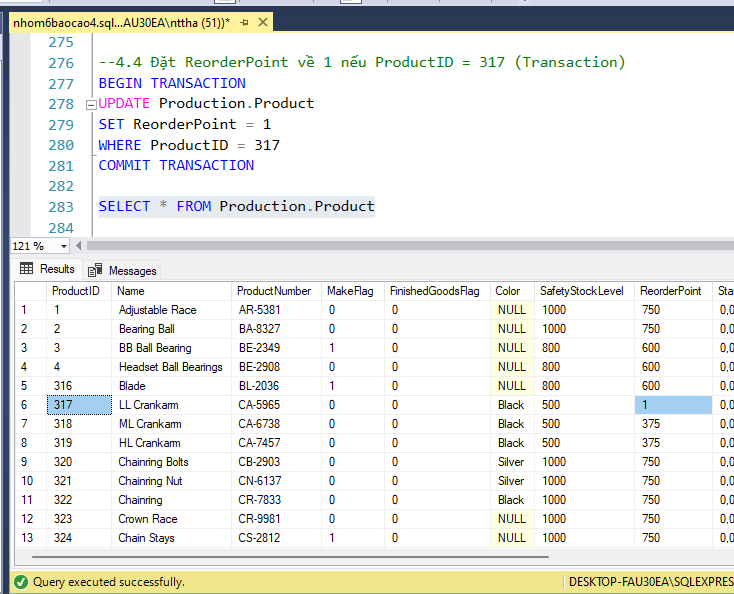 nhom6baocao4.sql...AU30EA\nttha (51))*
275
276 --4.4 Đặt ReorderPoint về 1 nếu ProductID = 317 (Transaction)
277 BEGIN TRANSACTION
278 UPDATE Production.Product
279 SET ReorderPoint = 1
280 WHERE ProductID = 317
281 COMMIT TRANSACTION
282
283 SELECT * FROM Production.Product
284
121 %
Results Messages
ProductID Name ProductNumber MakeFlag FinishedGoodsFlag Color SafetyStockLevel ReorderPoint Sta
1 1 Adjustable Race AR-5381 0 0 NULL 1000 750 0,0
2 2 Bearing Ball BA-8327 0 0 NULL 1000 750 0,0
3 3 BB Ball Bearing BE-2349 1 0 NULL 800 600 0,0
4 4 Headset Ball Bearings BE-2908 0 0 NULL 800 600 0,0
5 316 Blade BL-2036 1 0 NULL 800 600 0,0
6 317 LL Crankarm CA-5965 0 0 Black 500 1 0,0
7 318 ML Crankarm CA-6738 0 0 Black 500 375 0,0
8 319 HL Crankarm CA-7457 0 0 Black 500 375 0,0
9 320 Chainring Bolts CB-2903 0 0 Silver 1000 750 0,0
10 321 Chainring Nut CN-6137 0 0 Silver 1000 750 0,0
11 322 Chainring CR-7833 0 0 Black 1000 750 0,0
12 323 Crown Race CR-9981 0 0 NULL 1000 750 0,0
13 324 Chain Stays CS-2812 1 0 NULL 1000 750 0,0
Query executed successfully. DESKTOP-FAU30EA\SQLEXPRES